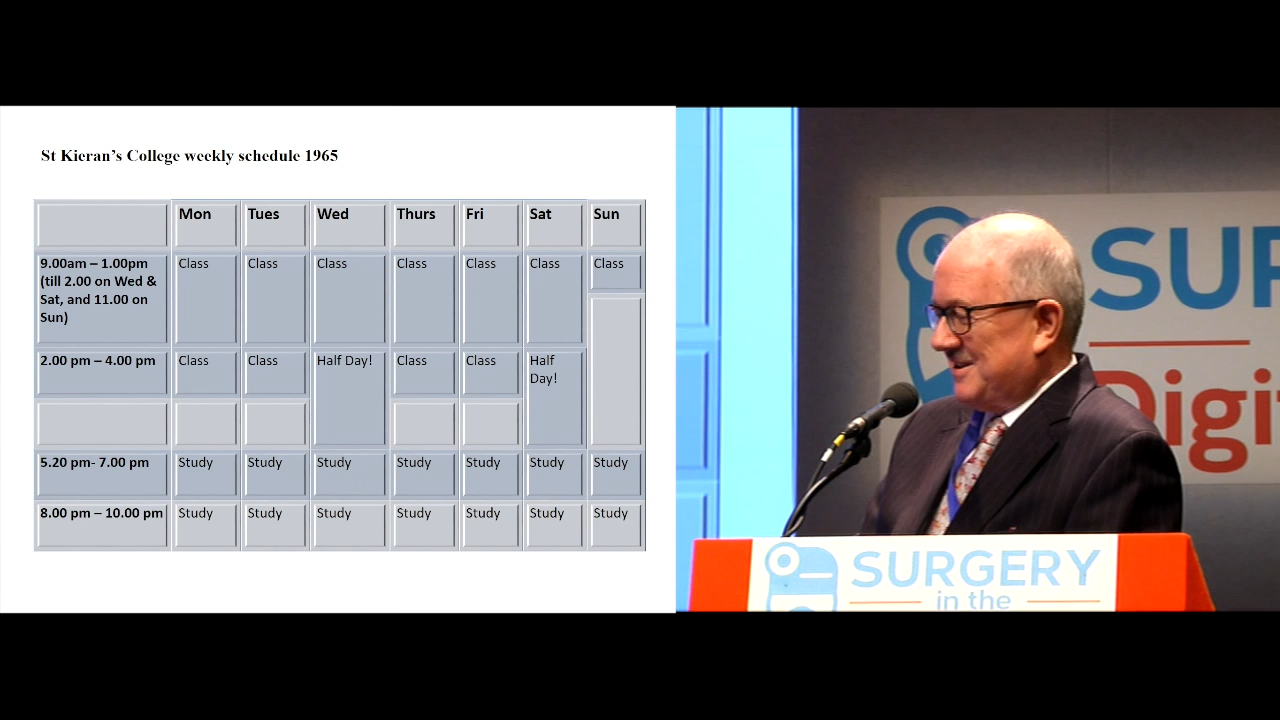 St Kieran's College weekly schedule 1965
Mon Tues Wed Thurs Fri Sat Sun
9.00am – 1.00pm Class Class Class Class Class Class Class
(till 2.00 on Wed &
Sat, and 11.00 on
Sun)
2.00 pm – 4.00 pm Class Class Half Day! Class Class Half
Day!
5.20 pm- 7.00 pm Study Study Study Study Study Study Study
8.00 pm – 10.00 pm Study Study Study Study Study Study Study
SUR
Digi
SURGERY
in the